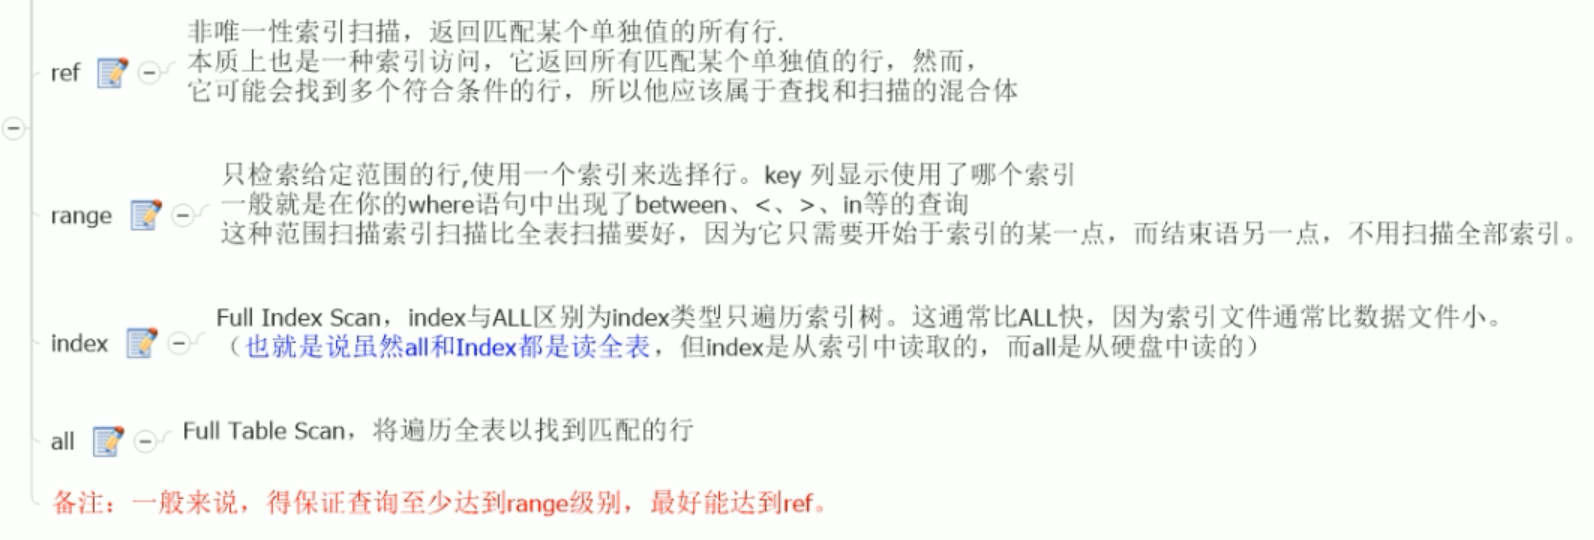 ref
非唯一性索引扫描，返回匹配某个单独值的所有行.
本质上也是一种索引访问，它返回所有匹配某个单独值的行，然而，
它可能会找到多个符合条件的行，所以他应该属于查找和扫描的混合体
range
只检索给定范围的行,使用一个索引来选择行。key 列显示使用了哪个索引
一般就是在你的where语句中出现了between、<、>、in等的查询
这种范围扫描索引扫描比全表扫描要好，因为它只需要开始于索引的某一点，而结束语另一点，不用扫描全部索引。
index
Full Index Scan，index与ALL区别为index类型只遍历索引树。这通常比ALL快，因为索引文件通常比数据文件小。
（也就是说虽然all和Index都是读全表，但index是从索引中读取的，而all是从硬盘中读的）
all
Full Table Scan，将遍历全表以找到匹配的行
备注：一般来说，得保证查询至少达到range级别，最好能达到ref。